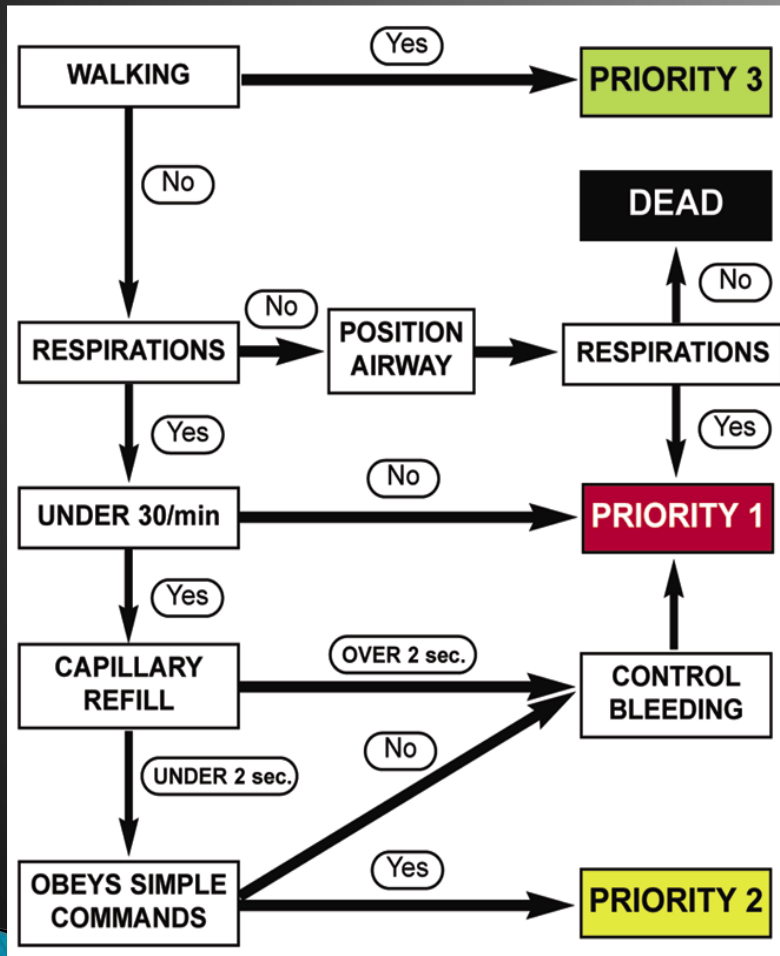 Yes
WALKING
PRIORITY 3
No
DEAD
No
No
RESPIRATIONS
POSITION
AIRWAY
RESPIRATIONS
Yes
Yes
No
UNDER 30/min
PRIORITY 1
Yes
OVER 2 sec.
CAPILLARY
REFILL
CONTROL
BLEEDING
No
UNDER 2 sec.
Yes
OBEYS SIMPLE
COMMANDS
PRIORITY 2